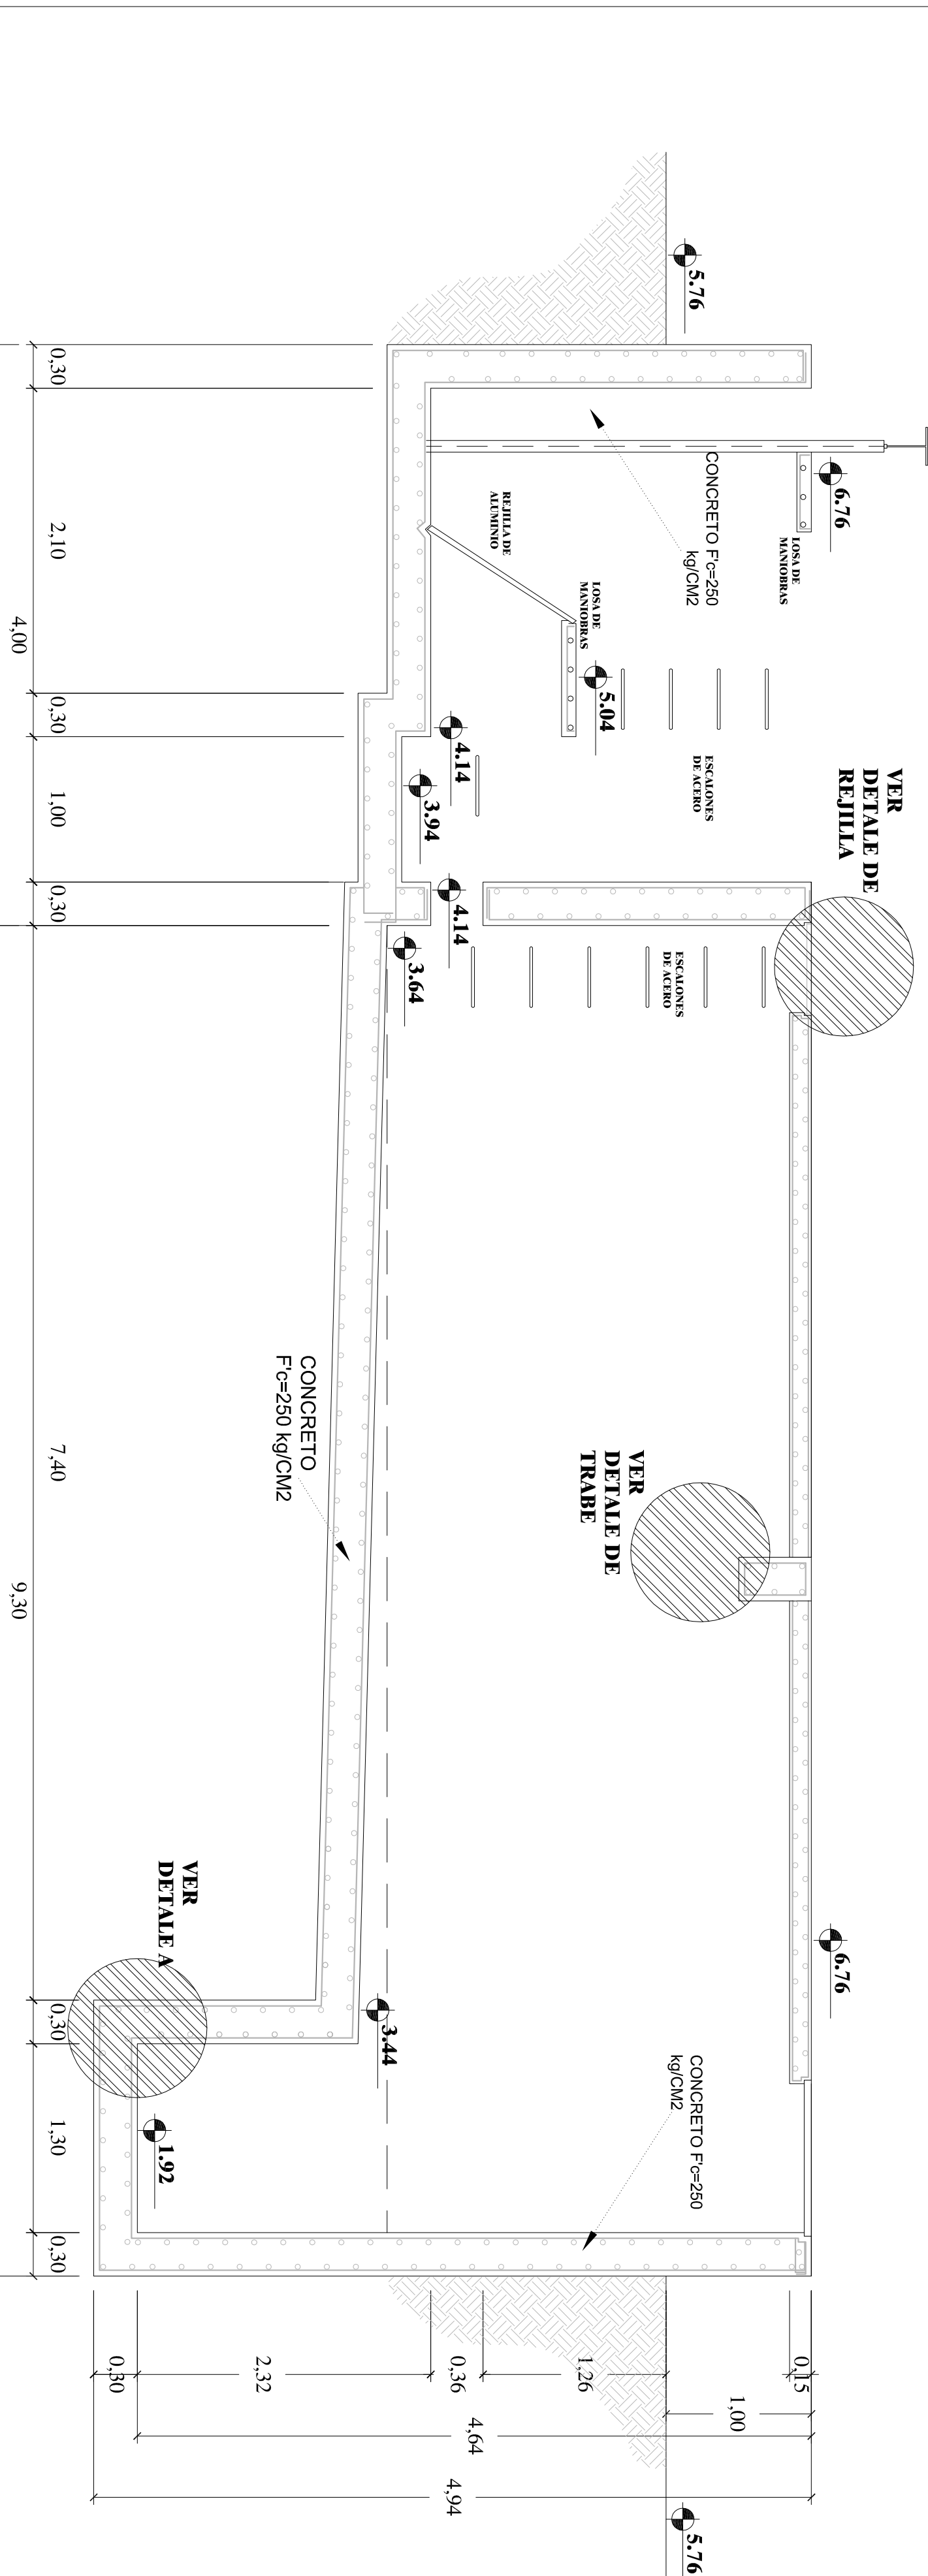 5.76
6.76
LOSA DE
MANIOBRAS
CONCRETO F'c=250
kg/CM2
REJILLA DE
ALUMINIO
LOSA DE
MANIOBRAS
5.04
ESCALONES
DE ACERO
4.14
3.94
VER
DETALE DE
REJILLA
4.14
3.64
ESCALONES
DE ACERO
CONCRETO
F'c=250 kg/CM2
VER
DETALE DE
TRABE
6.76
VER
DETALE A
3.44
1.92
CONCRETO F'c=250
kg/CM2
5.76
0,15
1,00
1,26
0,36
2,32
0,30
4,64
4,94
0,30
2,10
0,30
1,00
0,30
7,40
0,30
1,30
0,30
4,00
9,30